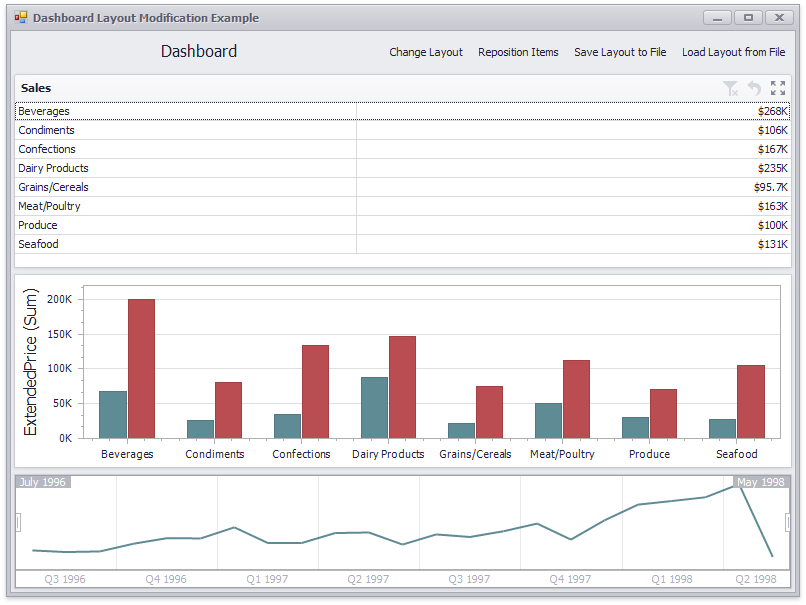 Dashboard Layout Modification Example
Dashboard Change Layout Reposition Items Save Layout to File Load Layout from File
Sales
Beverages $268K
Condiments $106K
Confections $167K
Dairy Products $235K
Grains/Cereals $95.7K
Meat/Poultry $163K
Produce $100K
Seafood $131K
ExtendedPrice (Sum)
200K
150K
100K
50K
0K
Beverages Condiments Confections Dairy Products Grains/Cereals Meat/Poultry Produce Seafood
July 1996 May 1998
Q3 1996 Q4 1996 Q1 1997 Q2 1997 Q3 1997 Q4 1997 Q1 1998 Q2 1998